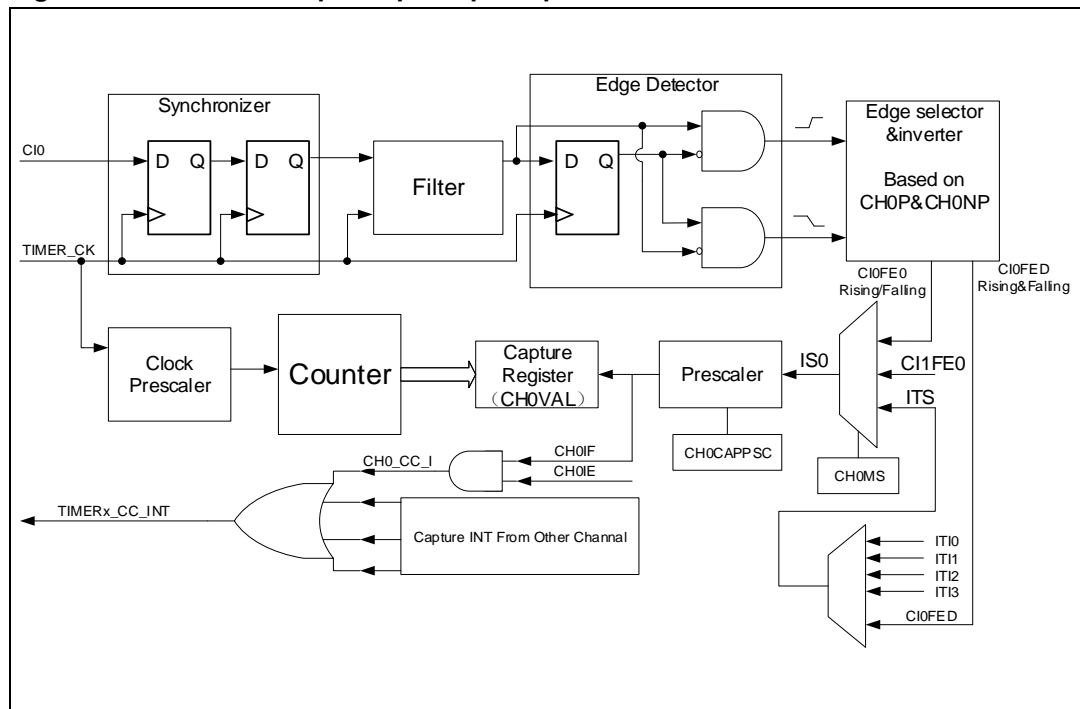 Synchronizer
Edge Detector
Edge selector
&inverter
Based on
CH0P&CH0NP
CI0
D Q
D Q
Filter
D Q
TIMER_CK
CI0FE0
Rising/Falling
CI0FED
Rising&Falling
Clock
Prescaler
Counter
Capture
Register
（CH0VAL）
Prescaler
IS0
CI1FE0
ITS
CH0CAPPSC
CH0MS
CH0_CC_I
CH0IF
CH0IE
TIMERx_CC_INT
Capture INT From Other Channal
ITI0
ITI1
ITI2
ITI3
CI0FED